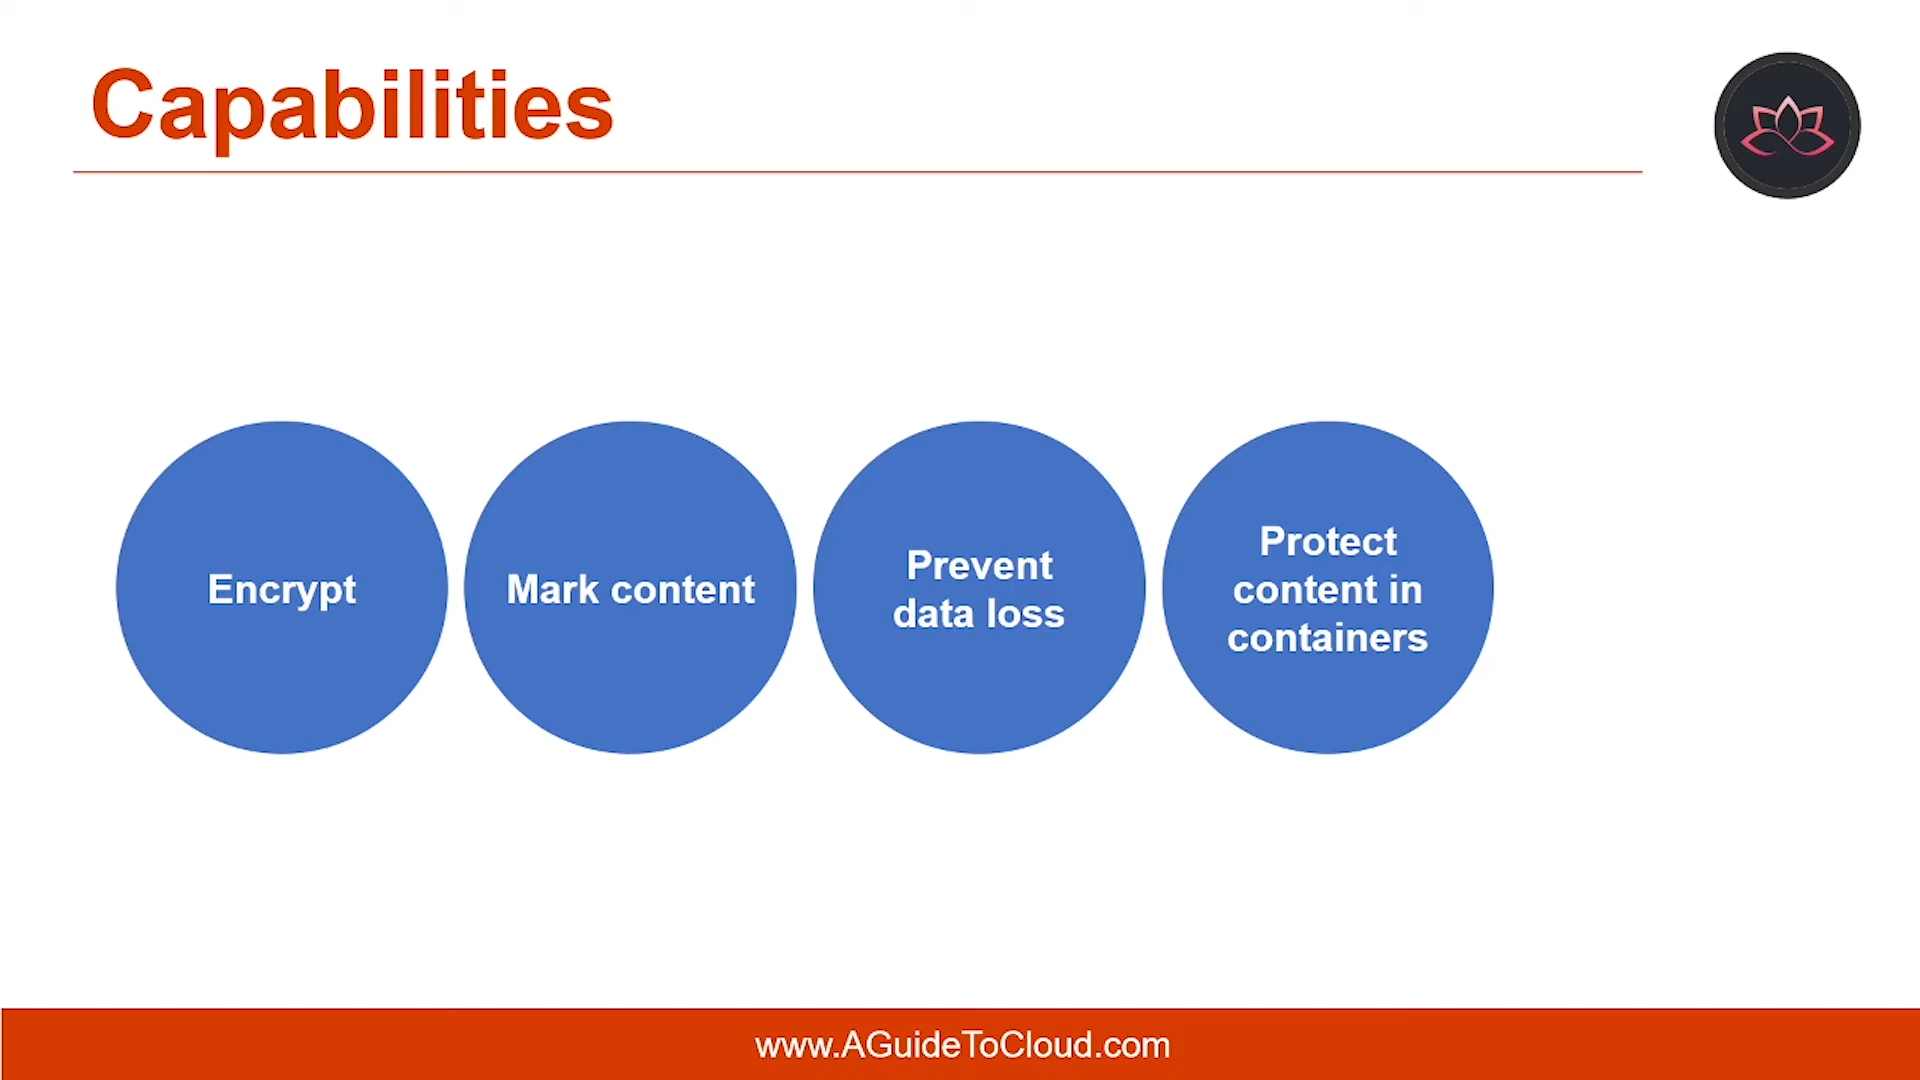 Capabilities
Encrypt
Mark content
Prevent
data loss
Protect
content in
containers
www.AGuideToCloud.com